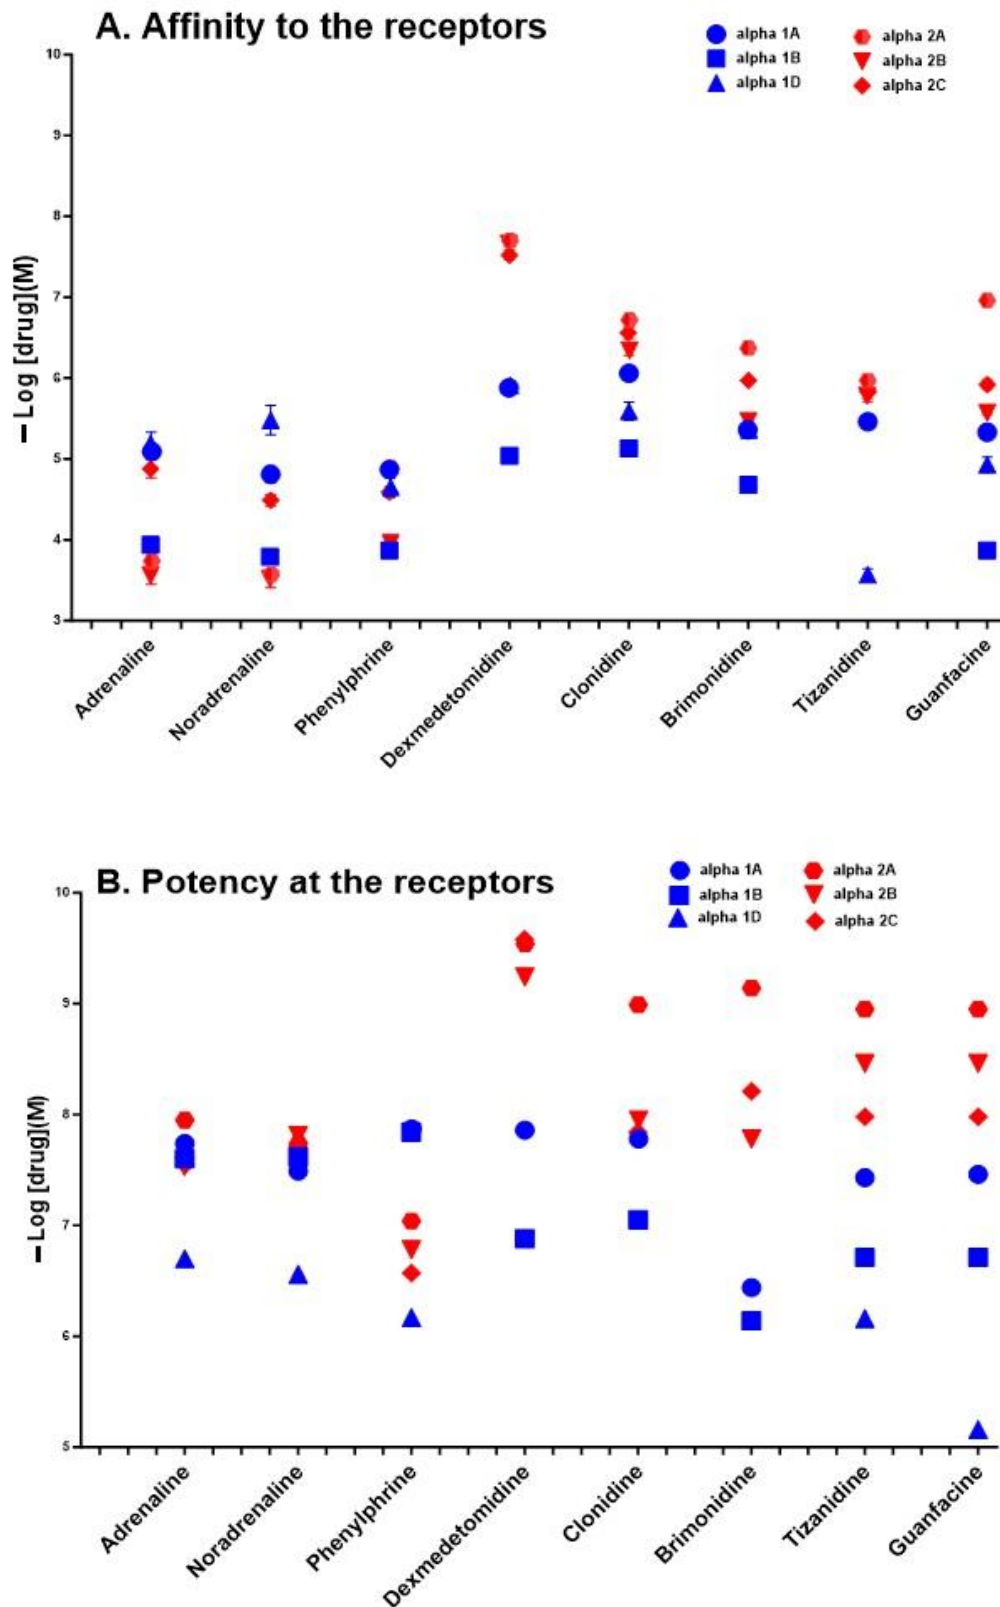 A. Affinity to the receptors
alpha 1A
alpha 2A
alpha 1B
alpha 2B
alpha 1D
alpha 2C
10
9
8
7
6
5
4
3
– Log [drug](M)
Adrenaline
Noradrenaline
Phenylphrine
Dexmedetomidine
Clonidine
Brimonidine
Tizanidine
Guanfacine
B. Potency at the receptors
alpha 1A
alpha 2A
alpha 1B
alpha 2B
alpha 1D
alpha 2C
10
9
8
7
6
5
– Log [drug](M)
Adrenaline
Noradrenaline
Phenylphrine
Dexmedetomidine
Clonidine
Brimonidine
Tizanidine
Guanfacine